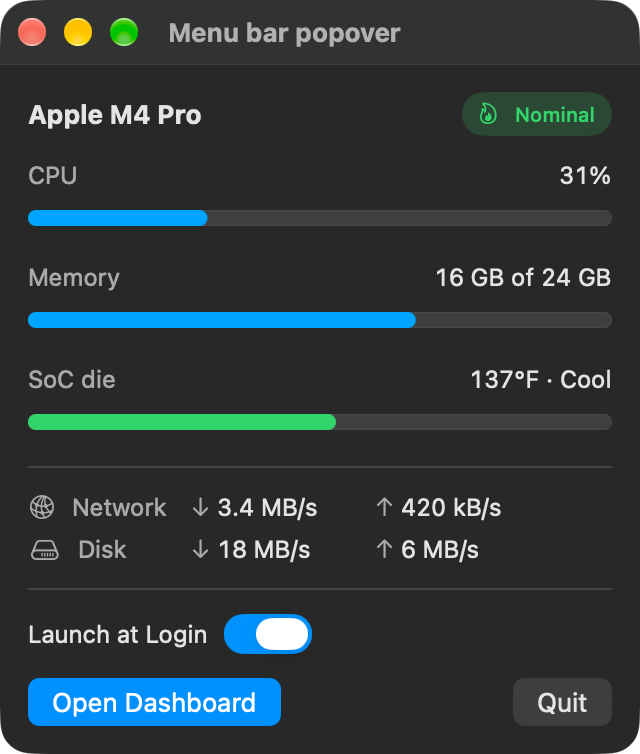 Menu bar popover
Apple M4 Pro Nominal
CPU 31%
Memory 16 GB of 24 GB
SoC die 137°F · Cool
Network ↓ 3.4 MB/s ↑ 420 kB/s
Disk ↓ 18 MB/s ↑ 6 MB/s
Launch at Login
Open Dashboard Quit